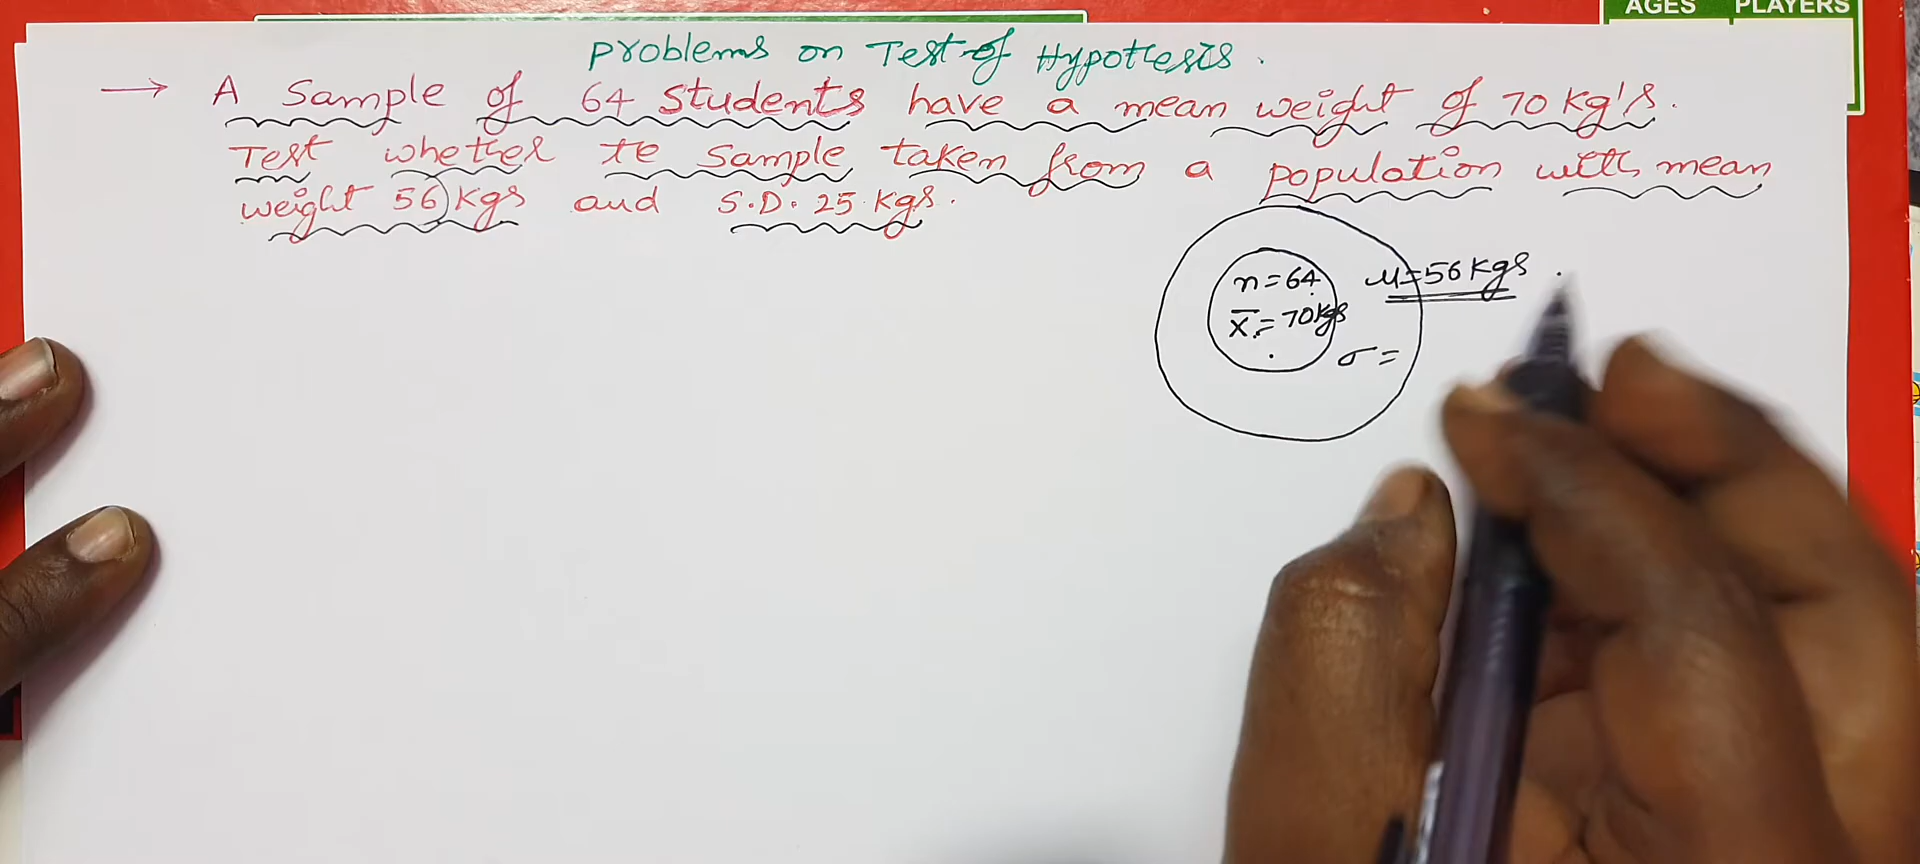 AGES PLAYERS
Problems on Test of Hypothesis.
→ A Sample of 64 Students have a mean weight of 70 Kg's.
Test whether te Sample taken from a population with mean
weight 56 Kgs and S.D. 25 Kgs.
n = 64
x̄ = 70kgs
μ = 56 Kgs
σ =